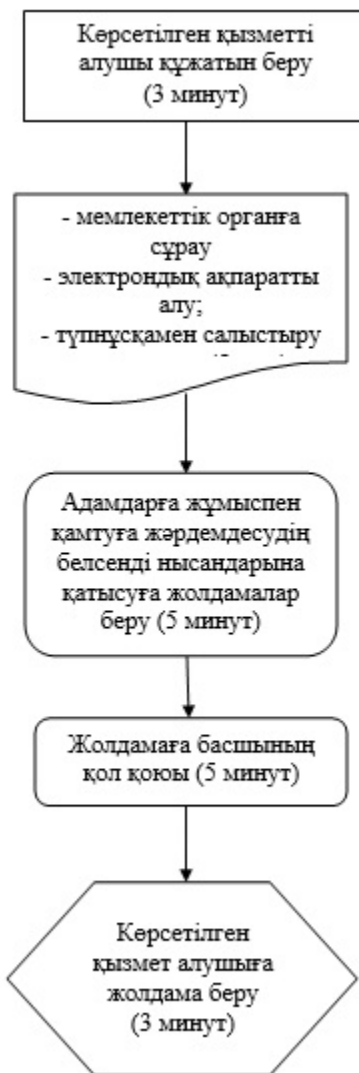 Көрсетілген қызметті
алушы құжатын беру
(3 минут)
- мемлекеттік органға
сұрау
- электрондық ақпаратты
алу;
- түпнұсқамен салыстыру
Адамдарға жұмыспен
қамтуға жәрдемдесудің
белсенді нысандарына
қатысуға жолдамалар
беру (5 минут)
Жолдамаға басшының
қол қоюы (5 минут)
Көрсетілген
қызмет алушыға
жолдама беру
(3 минут)